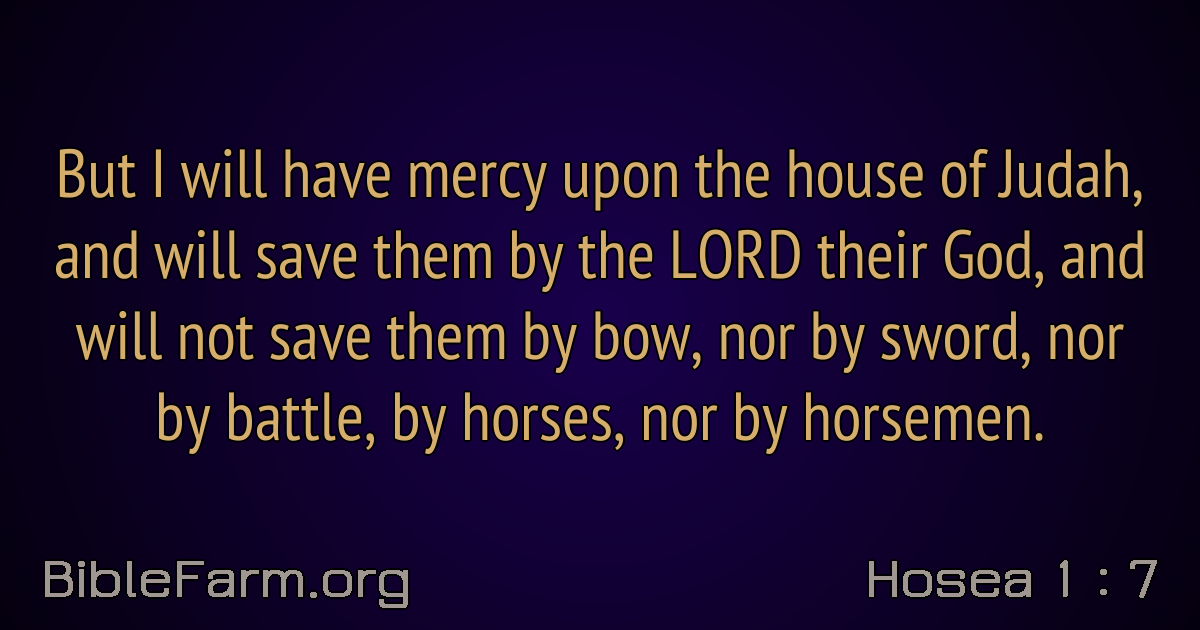 But I will have mercy upon the house of Judah,
and will save them by the LORD their God, and
will not save them by bow, nor by sword, nor
by battle, by horses, nor by horsemen.
BibleFarm.org
Hosea 1 : 7